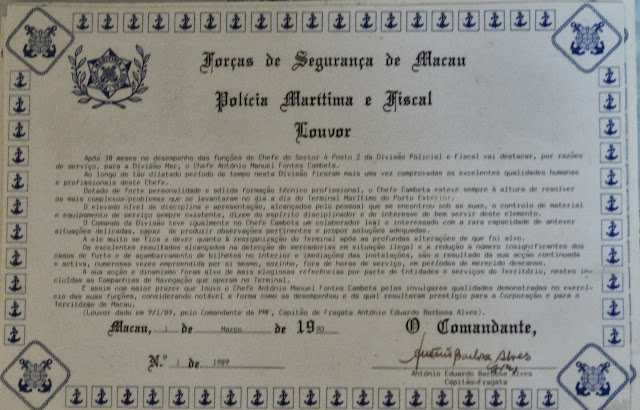 Forças de Segurança de Macau
Polícia Marítima e Fiscal
Louvor
Após 30 meses no desempenho das funções de Chefe do Sector 4 Posto 2 da Divisão Policial e Fiscal vai destacar, por razões
de serviço, para a Divisão Mar, o Chefe António Manuel Fontes Cambeta.
Ao longo de tão dilatado período de tempo nesta Divisão ficaram mais uma vez comprovadas as excelentes qualidades humanas
e profissionais deste Chefe.
Dotado de forte personalidade e sólida formação técnico profissional, o Chefe Cambeta esteve sempre à altura de resolver
os mais complexos problemas que se levantaram no dia a dia do Terminal Marítimo do Porto Exterior.
O elevado nível de disciplina e apresentação, alcançados pelo pessoal que se encontrou sob as suas, o controlo de material
e equipamento de serviço sempre existente, dizem do espírito disciplinador e do interesse de bem servir deste elemento.
O Comando da Divisão teve igualmente no Chefe Cambeta um colaborador leal e interessado com a rara capacidade de antever
situações delicadas, capaz de produzir observações pertinentes e propor soluções adequadas.
A ele muito se fica a dever quanto à reorganização do Terminal após as profundas alterações de que foi alvo.
Os excelentes resultados alcançados na detecção de embarcações em situação ilegal e a redução a número insignificantes dos
casos de furto e de açambarcamento de bilhetes no interior e imediações das instalações, são o resultado de sua acção continuada
e activa, numerosas vezes empreendida por si mesmo, sozinho, fora de horas de serviço, em períodos de merecido descanso.
A sua acção e dinamismo foram alvo de mais elogiosas referências por parte de Entidades e serviços do Território, nestes in-
cluídas as Companhias de Navegação que operam no Terminal.
É assim com maior prazer que louvo o Chefe António Manuel Fontes Cambeta pelas invulgares qualidades demonstradas no exercí-
cio das suas funções, considerando notável a forma como as desempenhou e da qual resultaram prestígio para a Corporação e para o
Território de Macau.
(Louvor dado em 9/1/89, pelo Comandante da PMF, Capitão de Fragata António Eduardo Barbosa Alves).
Macau, 1 de Março de 1990 O Comandante,
N.º 1 de 1989
António Barbosa Alves
António Eduardo Barbosa Alves
Capitão-Fragata